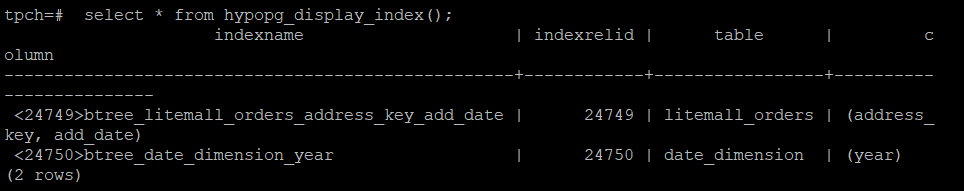 tpch=#  select * from hypopg_display_index();
                     indexname                     | indexrelid |      table      |         c
olumn
---------------------------------------------------+------------+-----------------+----------
---------------
 <24749>btree_litemall_orders_address_key_add_date |      24749 | litemall_orders | (address_
key, add_date)
 <24750>btree_date_dimension_year                  |      24750 | date_dimension  | (year)
(2 rows)